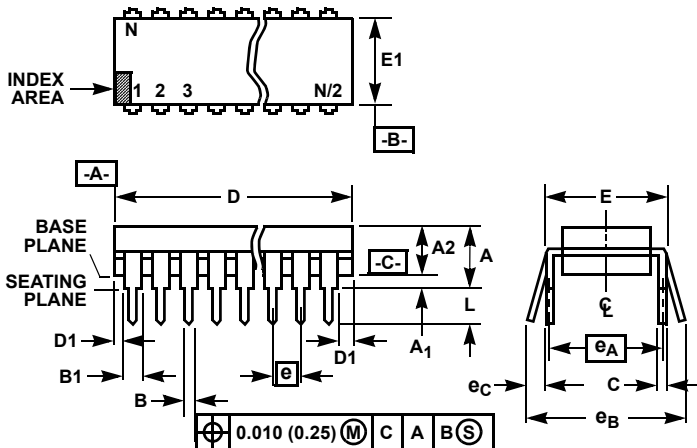 N
E1
INDEX
AREA
1 2 3 N/2
-B-
-A-
D
E
BASE
PLANE
A2
A
-C-
SEATING
PLANE
L
℄
D1
A1
D1
eA
B1
e
eC
C
B
eB
0.010 (0.25) Ⓜ C A B Ⓢ